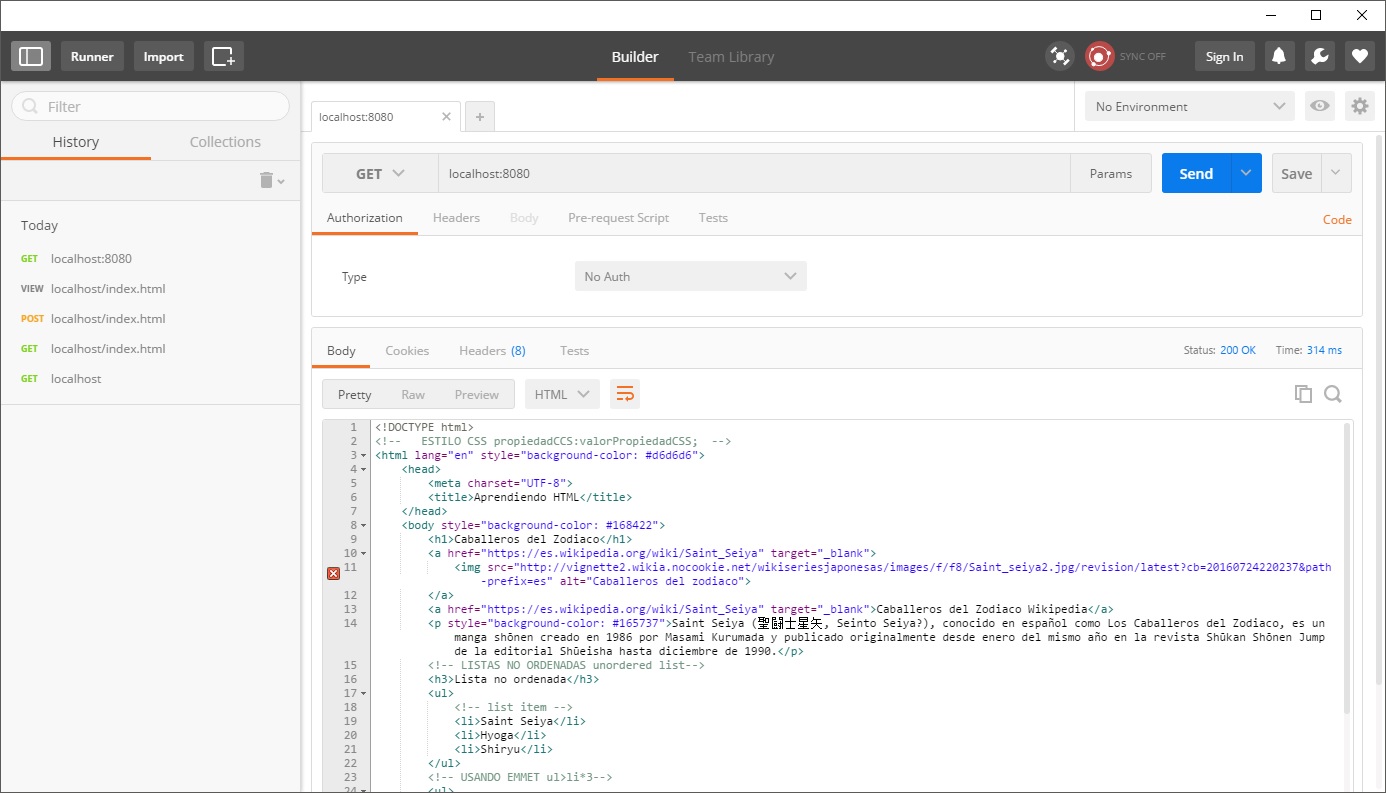 Runner Import Builder Team Library SYNC OFF Sign In
Filter
History Collections
Today
GET localhost:8080
VIEW localhost/index.html
POST localhost/index.html
GET localhost/index.html
GET localhost
localhost:8080
No Environment
GET localhost:8080 Params Send Save
Authorization Headers Body Pre-request Script Tests Code
Type No Auth
Body Cookies Headers (8) Tests Status: 200 OK Time: 314 ms
Pretty Raw Preview HTML
1 <!DOCTYPE html>
2 <!-- ESTILO CSS propiedadCCS:valorPropiedadCSS; -->
3 <html lang="en" style="background-color: #d6d6d6">
4 <head>
5 <meta charset="UTF-8">
6 <title>Aprendiendo HTML</title>
7 </head>
8 <body style="background-color: #168422">
9 <h1>Caballeros del Zodiaco</h1>
10 <a href="https://es.wikipedia.org/wiki/Saint_Seiya" target="_blank">
11 <img src="http://vignette2.wikia.nocookie.net/wikiseriesjaponesas/images/f/f8/Saint_seiya2.jpg/revision/latest?cb=20160724220237&path
-prefix=es" alt="Caballeros del zodiaco">
12 </a>
13 <a href="https://es.wikipedia.org/wiki/Saint_Seiya" target="_blank">Caballeros del Zodiaco Wikipedia</a>
14 <p style="background-color: #165737">Saint Seiya (聖闘士星矢, Seinto Seiya?), conocido en español como Los Caballeros del Zodiaco, es un
manga shōnen creado en 1986 por Masami Kurumada y publicado originalmente desde enero del mismo año en la revista Shūkan Shōnen Jump
de la editorial Shūeisha hasta diciembre de 1990.</p>
15 <!-- LISTAS NO ORDENADAS unordered list-->
16 <h3>Lista no ordenada</h3>
17 <ul>
18 <!-- list item -->
19 <li>Saint Seiya</li>
20 <li>Hyoga</li>
21 <li>Shiryu</li>
22 </ul>
23 <!-- USANDO EMMET ul>li*3-->
24 <ul>